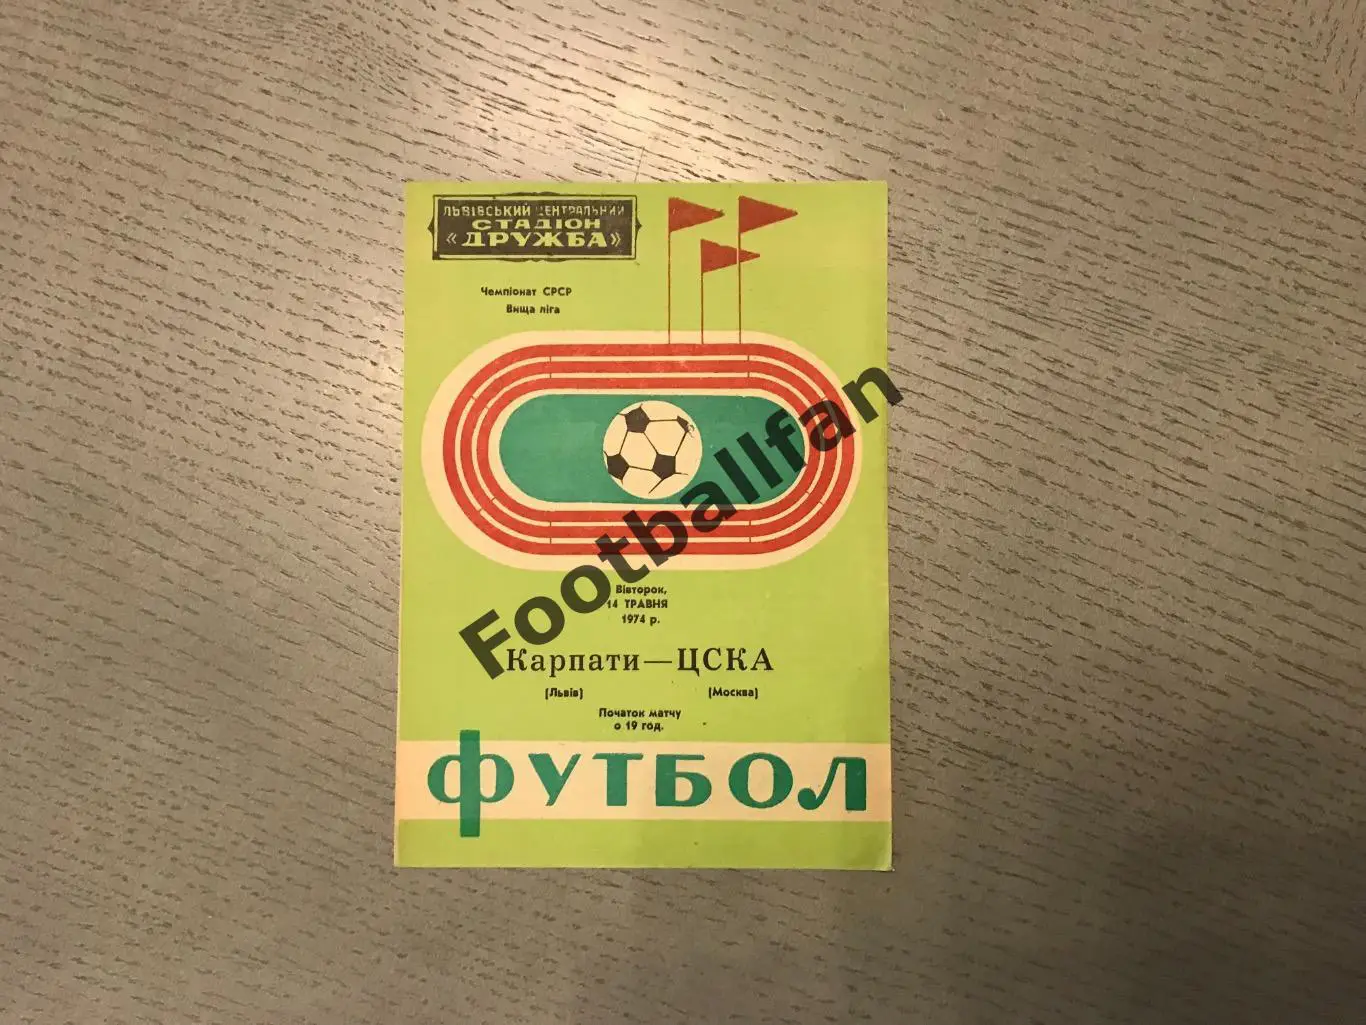 ЛЬВІВСЬКИЙ ЦЕНТРАЛЬНИЙ
СТАДІОН
«ДРУЖБА»
Чемпіонат СРСР
Вища ліга
Footballfan
Вівторок,
14 ТРАВНЯ
1974 р.
Карпати — ЦСКА
(Львів) (Москва)
Початок матчу
о 19 год.
ФУТБОЛ